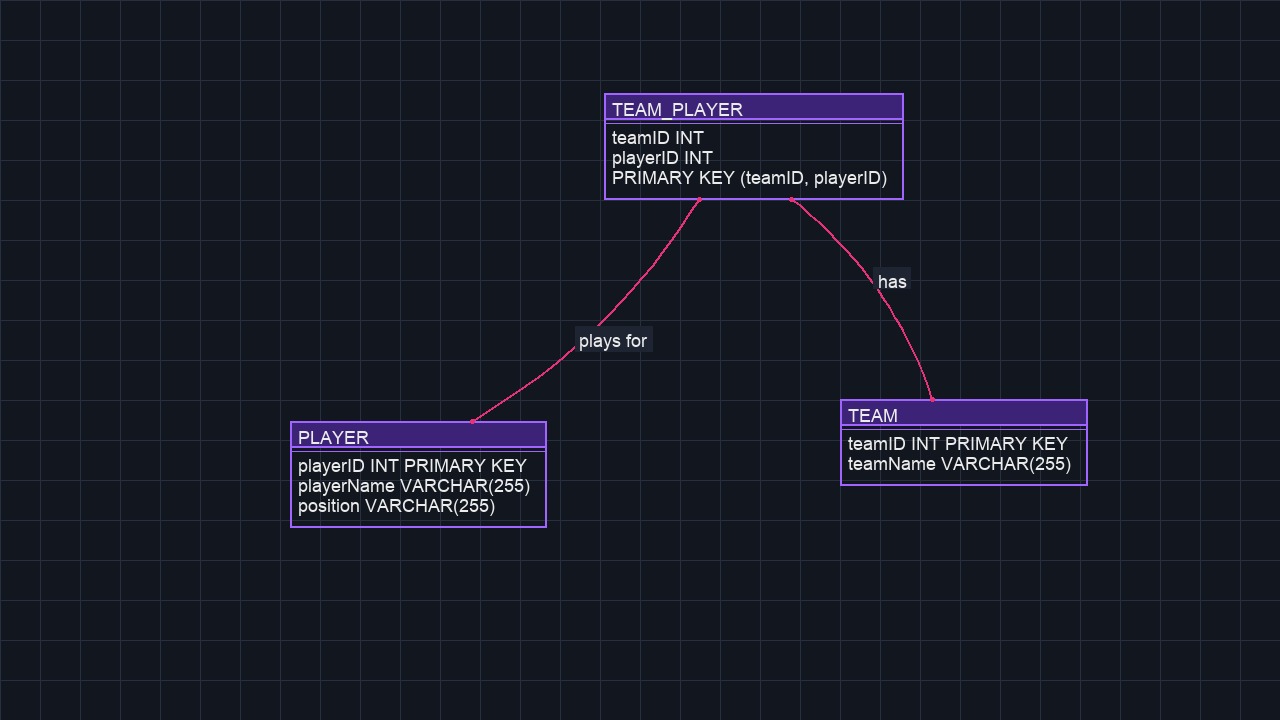 TEAM_PLAYER
teamID INT
playerID INT
PRIMARY KEY (teamID, playerID)
has
plays for
PLAYER
playerID INT PRIMARY KEY
playerName VARCHAR(255)
position VARCHAR(255)
TEAM
teamID INT PRIMARY KEY
teamName VARCHAR(255)